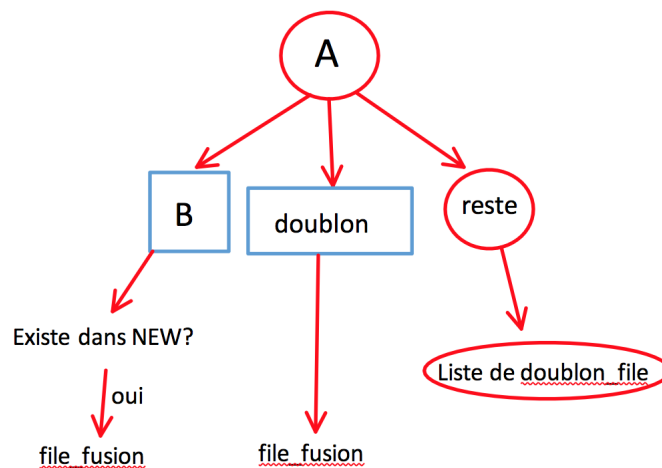 A
B
doublon
reste
Existe dans NEW?
Liste de doublon_file
oui
file_fusion
file_fusion